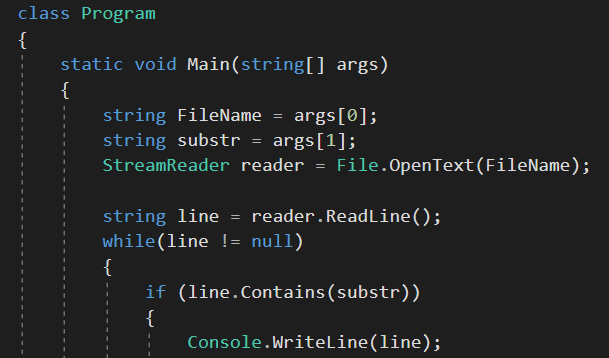 class Program
{
static void Main(string[] args)
{
string FileName = args[0];
string substr = args[1];
StreamReader reader = File.OpenText(FileName);
string line = reader.ReadLine();
while(line != null)
{
if (line.Contains(substr))
{
Console.WriteLine(line);